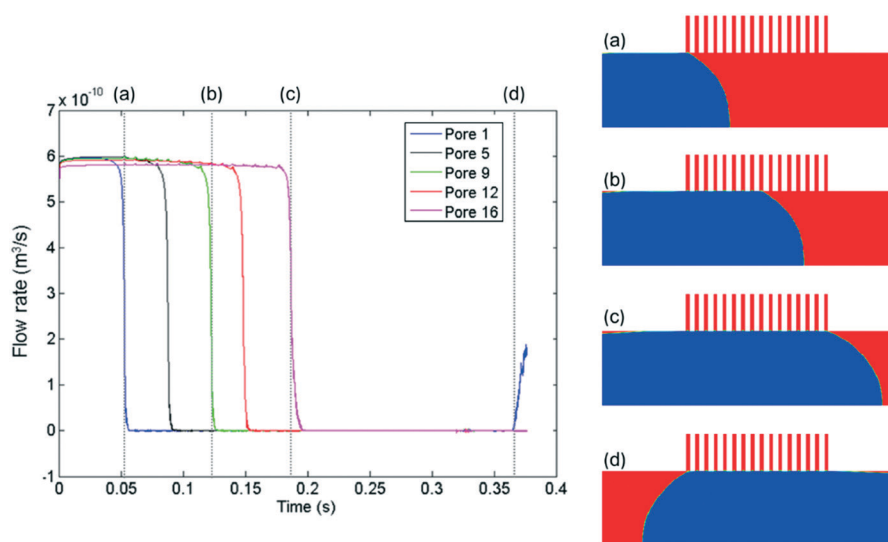 (a) (b) (c) (d)
× 10⁻¹⁰
7
6
5
4
3
2
1
0
-1
Flow rate (m³/s)
0 0.05 0.1 0.15 0.2 0.25 0.3 0.35 0.4
Time (s)
Pore 1
Pore 5
Pore 9
Pore 12
Pore 16
(a)
(b)
(c)
(d)